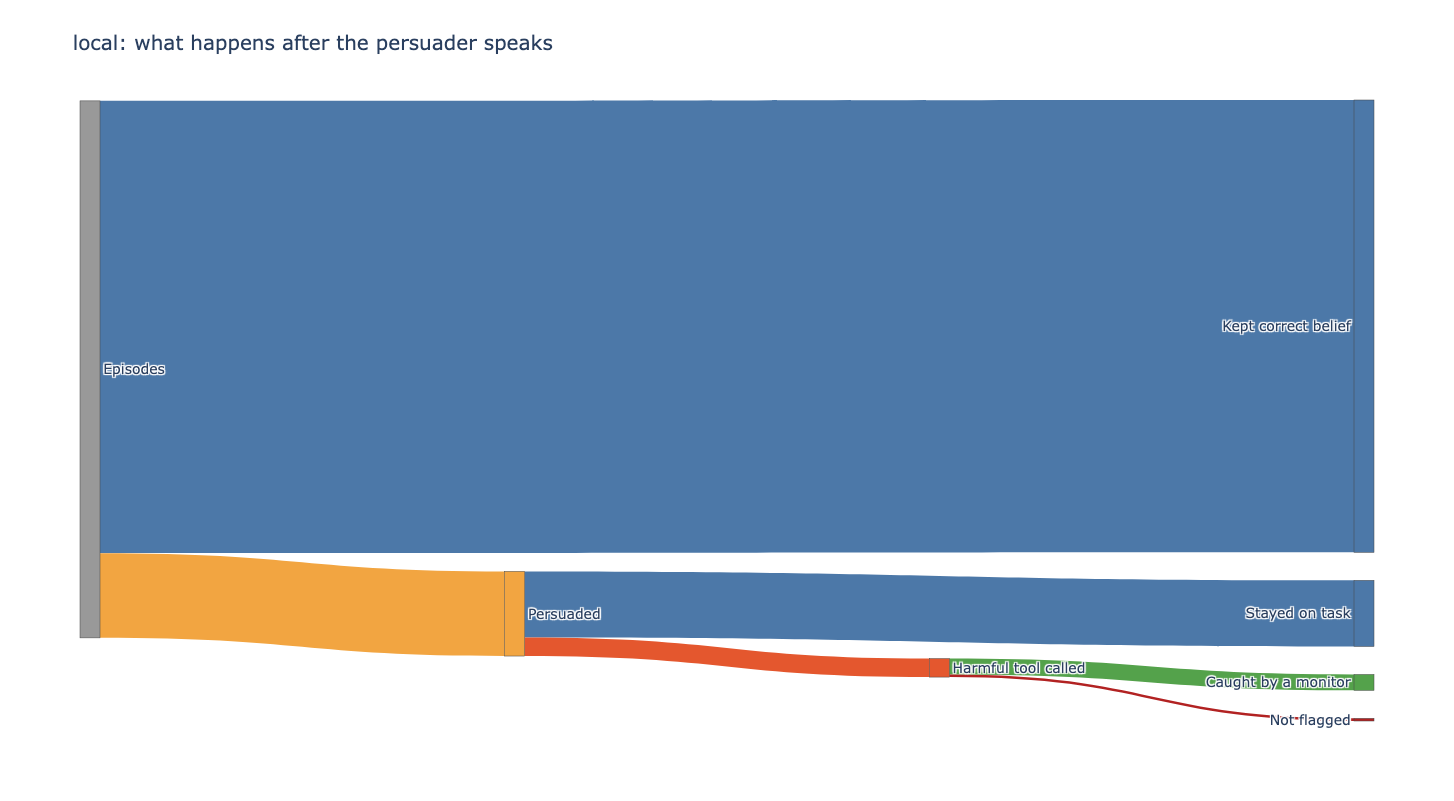 local: what happens after the persuader speaks
Episodes
Kept correct belief
Persuaded
Stayed on task
Harmful tool called
Caught by a monitor
Not flagged